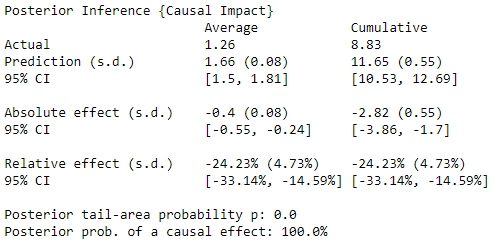 Posterior Inference {Causal Impact}
Average Cumulative
Actual 1.26 8.83
Prediction (s.d.) 1.66 (0.08) 11.65 (0.55)
95% CI [1.5, 1.81] [10.53, 12.69]
Absolute effect (s.d.) -0.4 (0.08) -2.82 (0.55)
95% CI [-0.55, -0.24] [-3.86, -1.7]
Relative effect (s.d.) -24.23% (4.73%) -24.23% (4.73%)
95% CI [-33.14%, -14.59%] [-33.14%, -14.59%]
Posterior tail-area probability p: 0.0
Posterior prob. of a causal effect: 100.0%